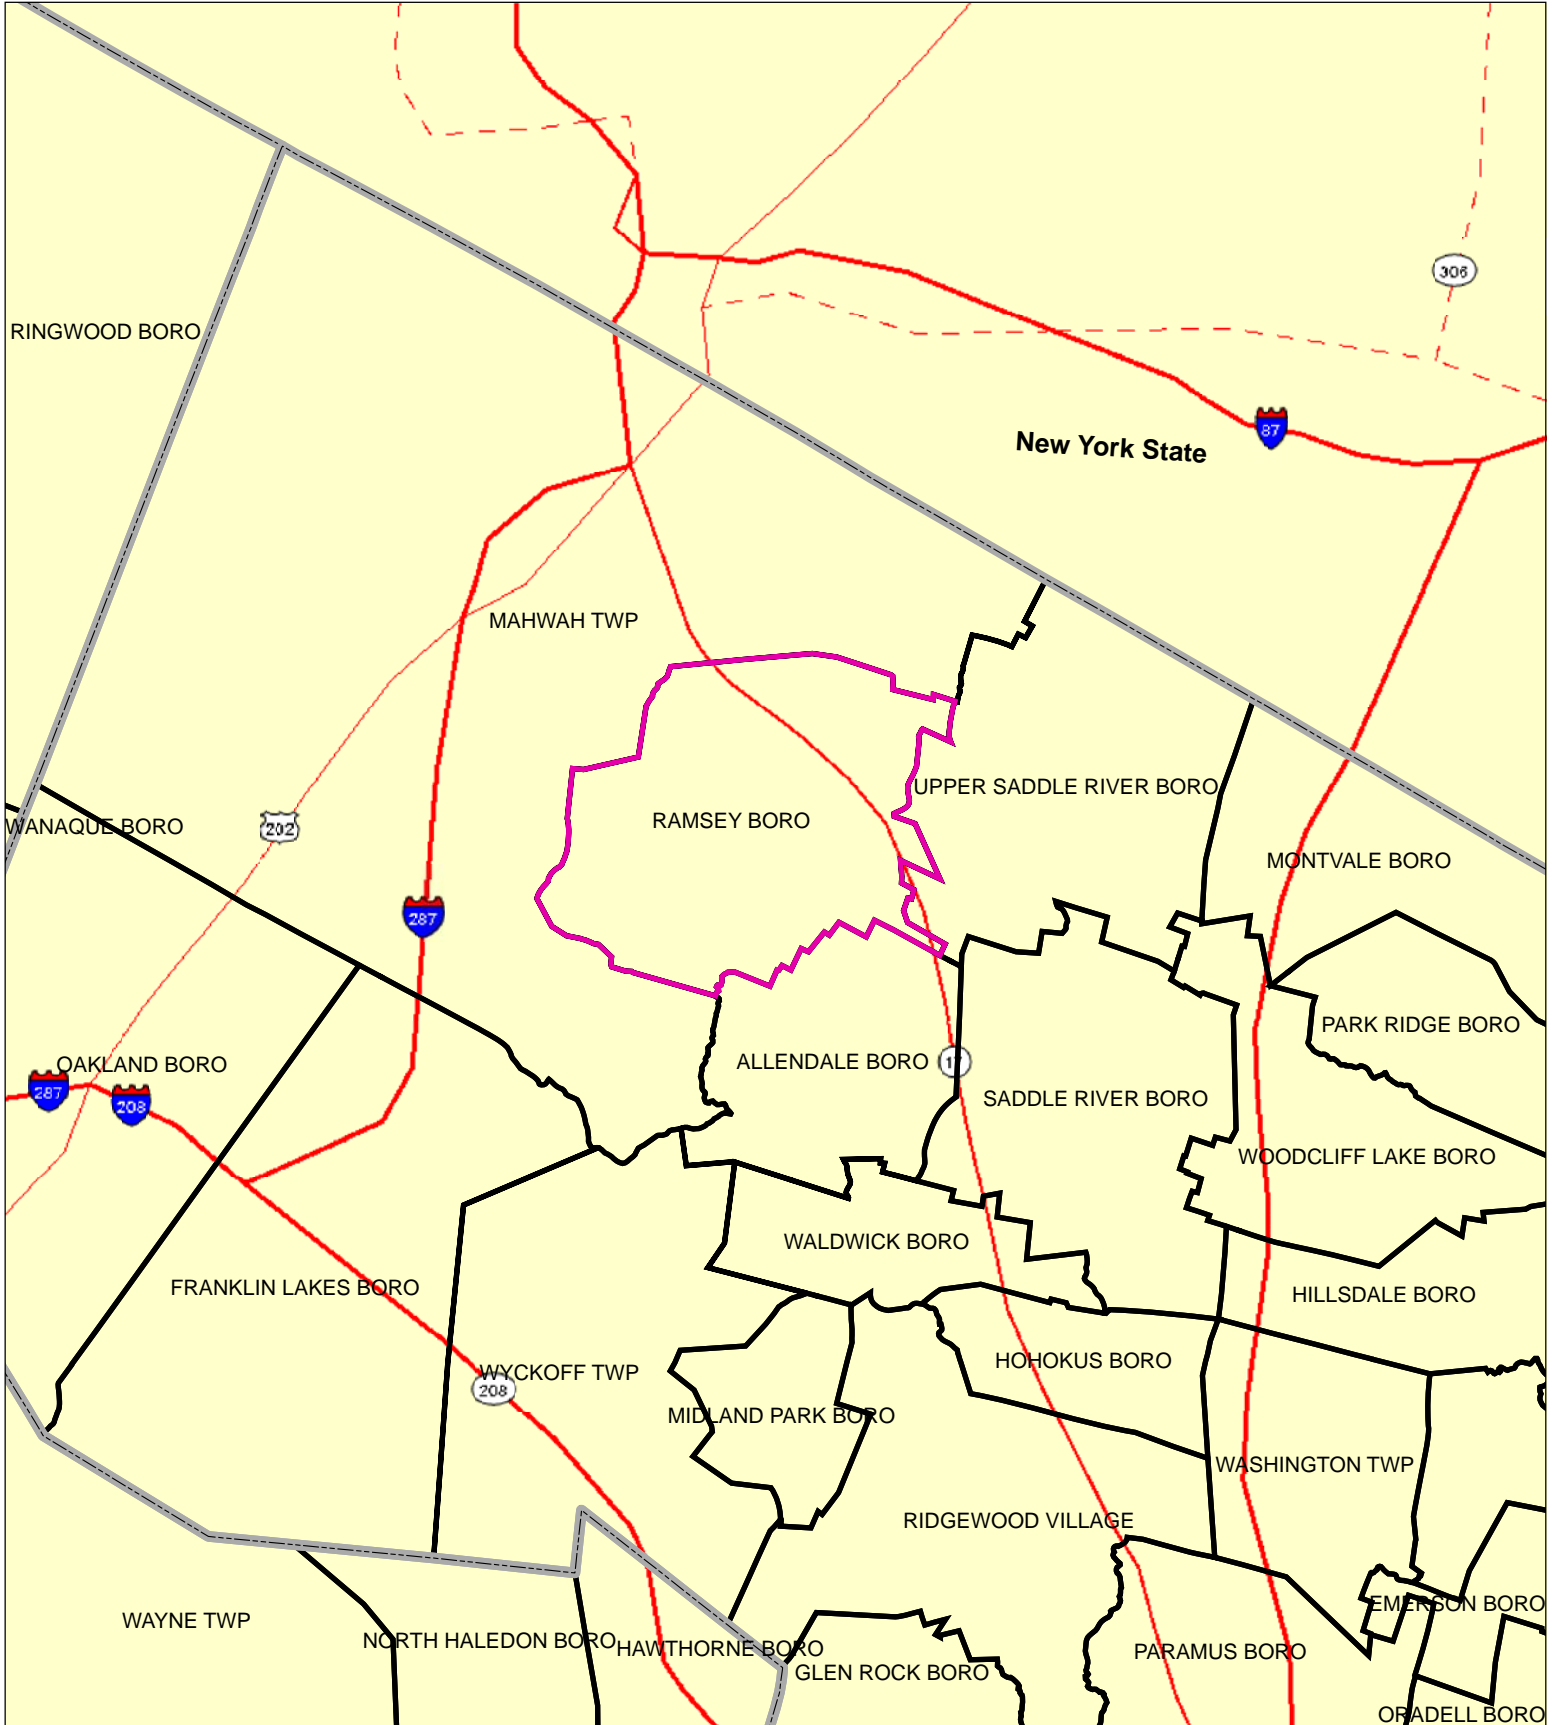 306
RINGWOOD BORO
87
New York State
MAHWAH TWP
UPPER SADDLE RIVER BORO
RAMSEY BORO
WANAQUE BORO
202
MONTVALE BORO
287
PARK RIDGE BORO
OAKLAND BORO
ALLENDALE BORO
17
287
208
SADDLE RIVER BORO
WOODCLIFF LAKE BORO
WALDWICK BORO
FRANKLIN LAKES BORO
HILLSDALE BORO
HOHOKUS BORO
WYCKOFF TWP
208
MIDLAND PARK BORO
WASHINGTON TWP
RIDGEWOOD VILLAGE
EMERSON BORO
WAYNE TWP
NORTH HALEDON BORO
HAWTHORNE BORO
PARAMUS BORO
GLEN ROCK BORO
ORADELL BORO